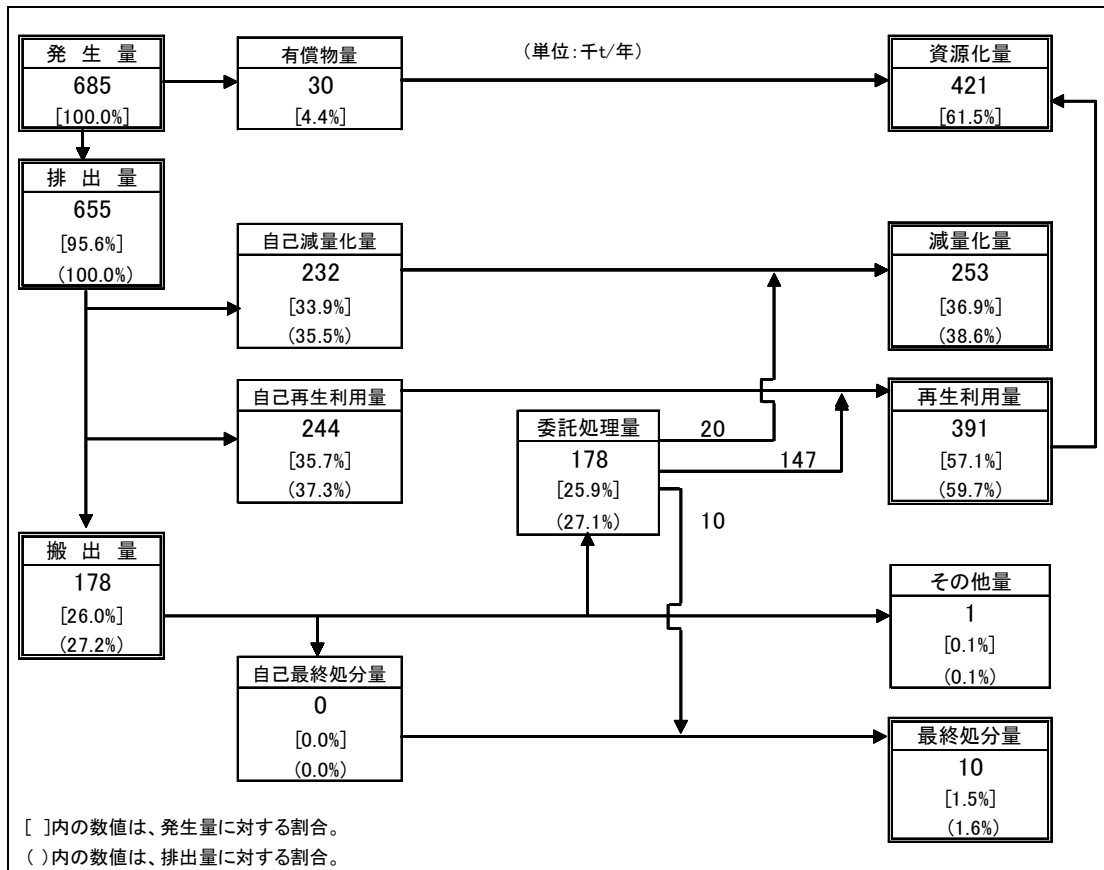 発 生 量
685
[100.0%]
有償物量
30
[4.4%]
(単位:千t/年)
資源化量
421
[61.5%]
排 出 量
655
[95.6%]
(100.0%)
自己減量化量
232
[33.9%]
(35.5%)
減量化量
253
[36.9%]
(38.6%)
自己再生利用量
244
[35.7%]
(37.3%)
委託処理量
178
[25.9%]
(27.1%)
20
147
10
再生利用量
391
[57.1%]
(59.7%)
搬 出 量
178
[26.0%]
(27.2%)
その他量
1
[0.1%]
(0.1%)
自己最終処分量
0
[0.0%]
(0.0%)
最終処分量
10
[1.5%]
(1.6%)
[ ]内の数値は、発生量に対する割合。
( )内の数値は、排出量に対する割合。